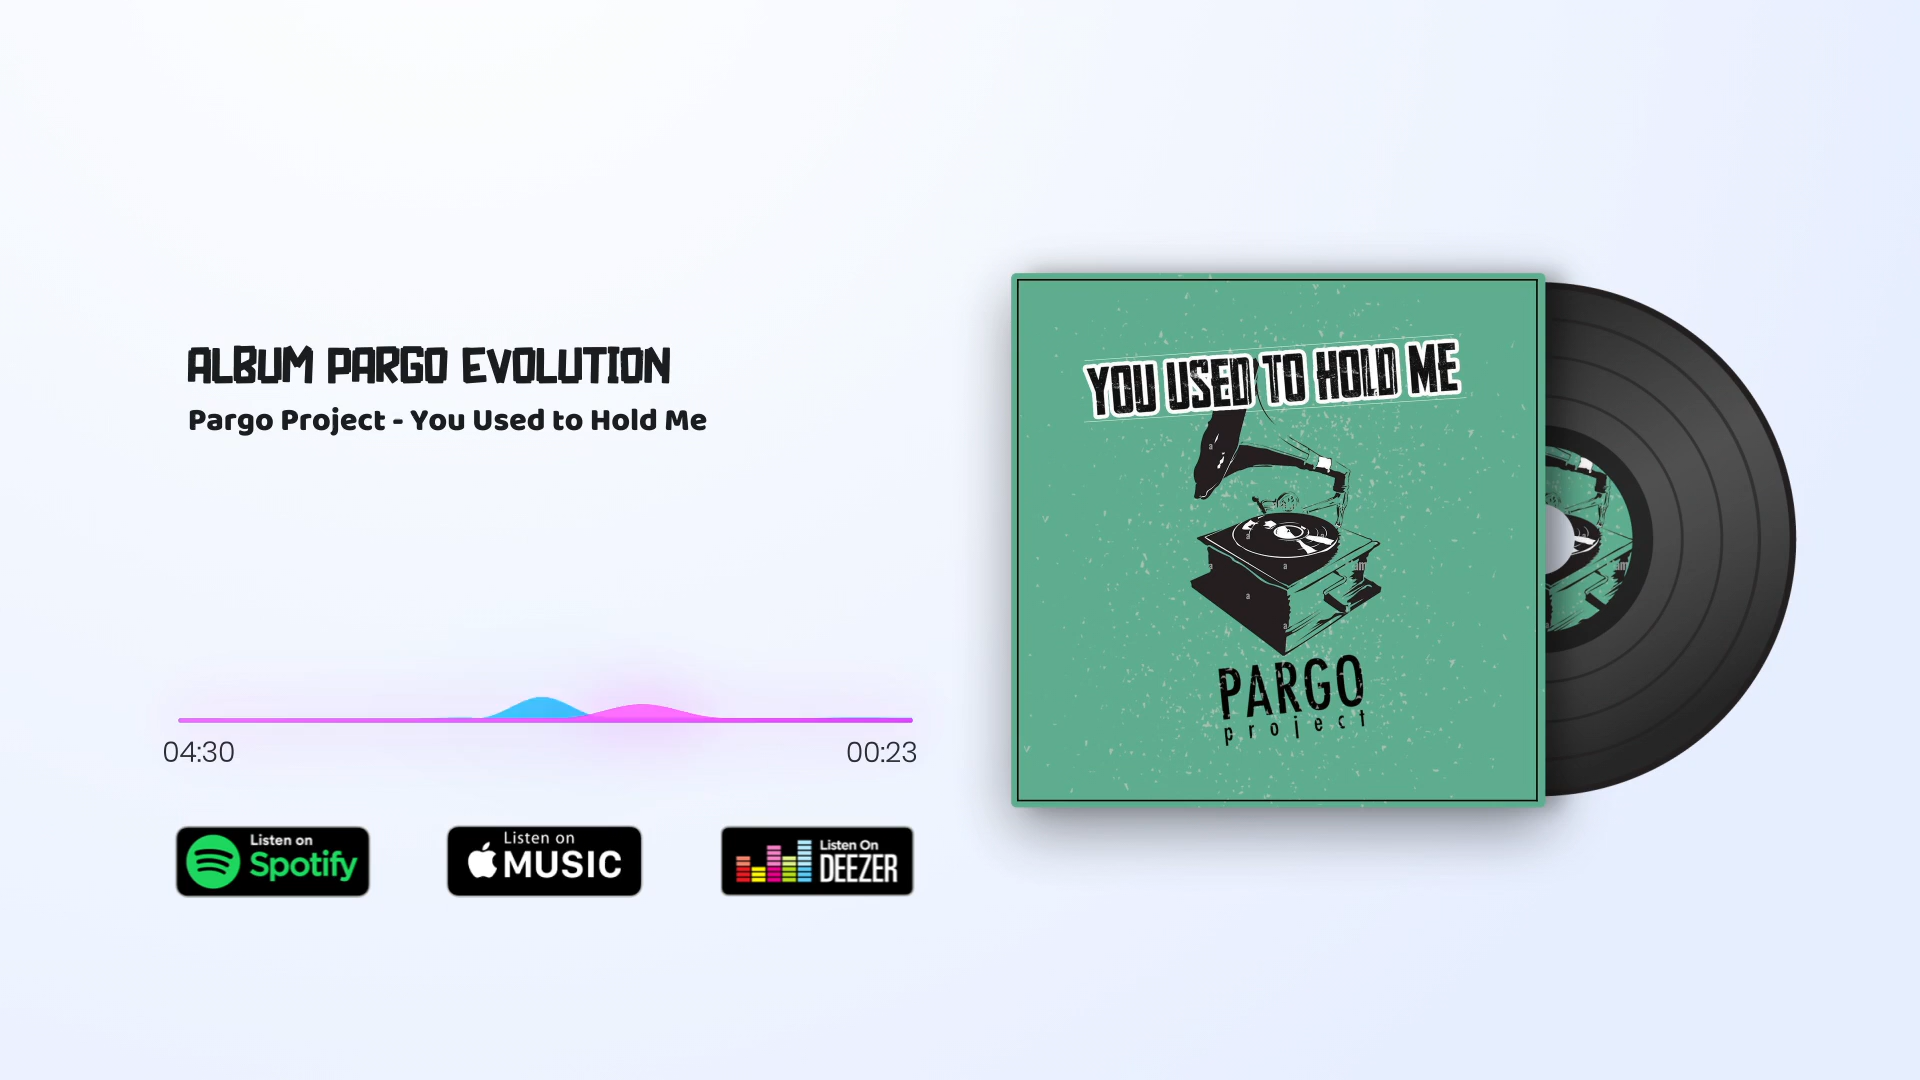 ALBUM PARGO EVOLUTION
Pargo Project - You Used to Hold Me
04:30
00:23
Listen on
Spotify
Listen on
MUSIC
Listen On
DEEZER
YOU USED TO HOLD ME
a
a
a
a
a
a
PARGO
project